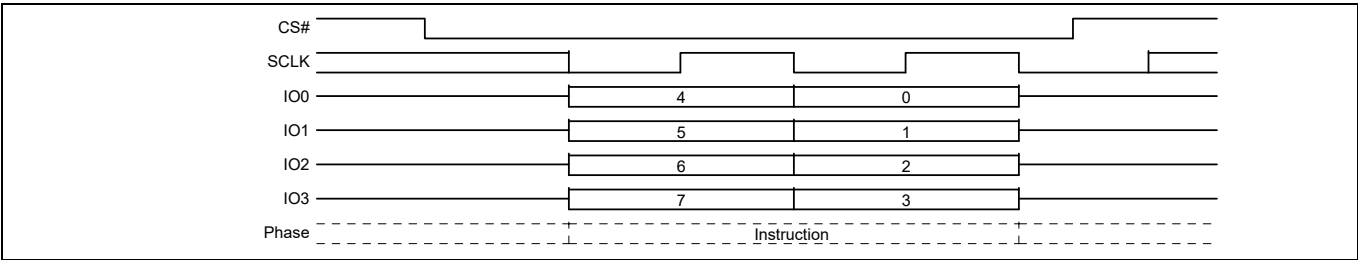 CS#
SCLK
IO0 4 0
IO1 5 1
IO2 6 2
IO3 7 3
Phase Instruction